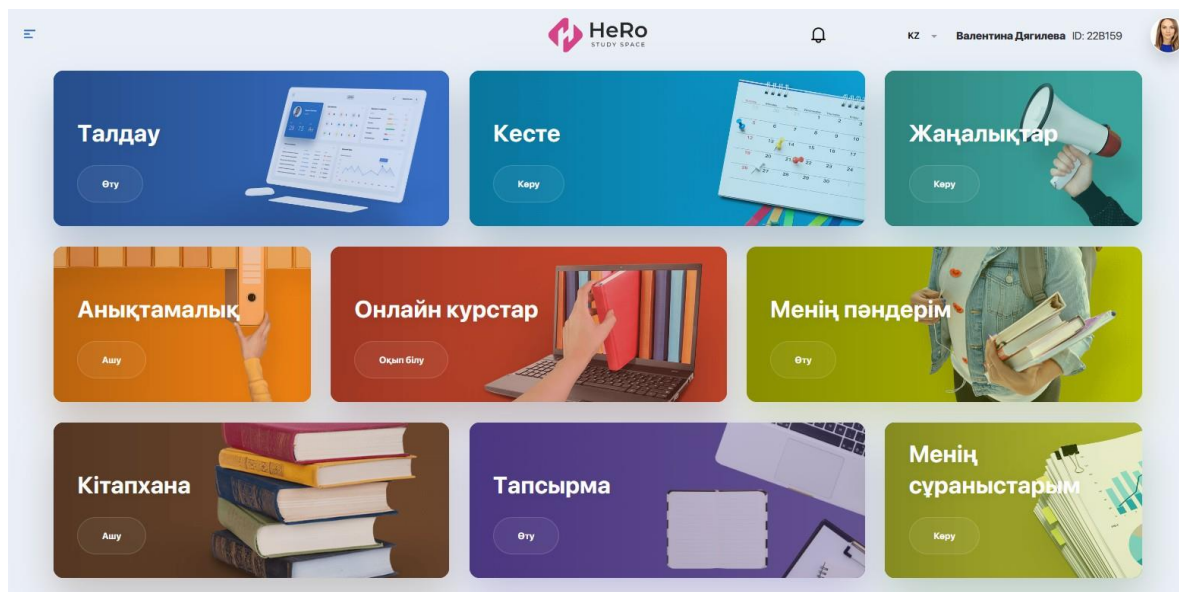 HeRo
STUDY SPACE
KZ
Валентина Дягилева ID: 22B159
Талдау
Өту
Кесте
Көру
Жаңалықтар
Көру
Анықтамалық
Ашу
Онлайн курстар
Оқып білу
Менің пәндерім
Өту
Кітапхана
Ашу
Тапсырма
Өту
Менің
сұраныстарым
Көру